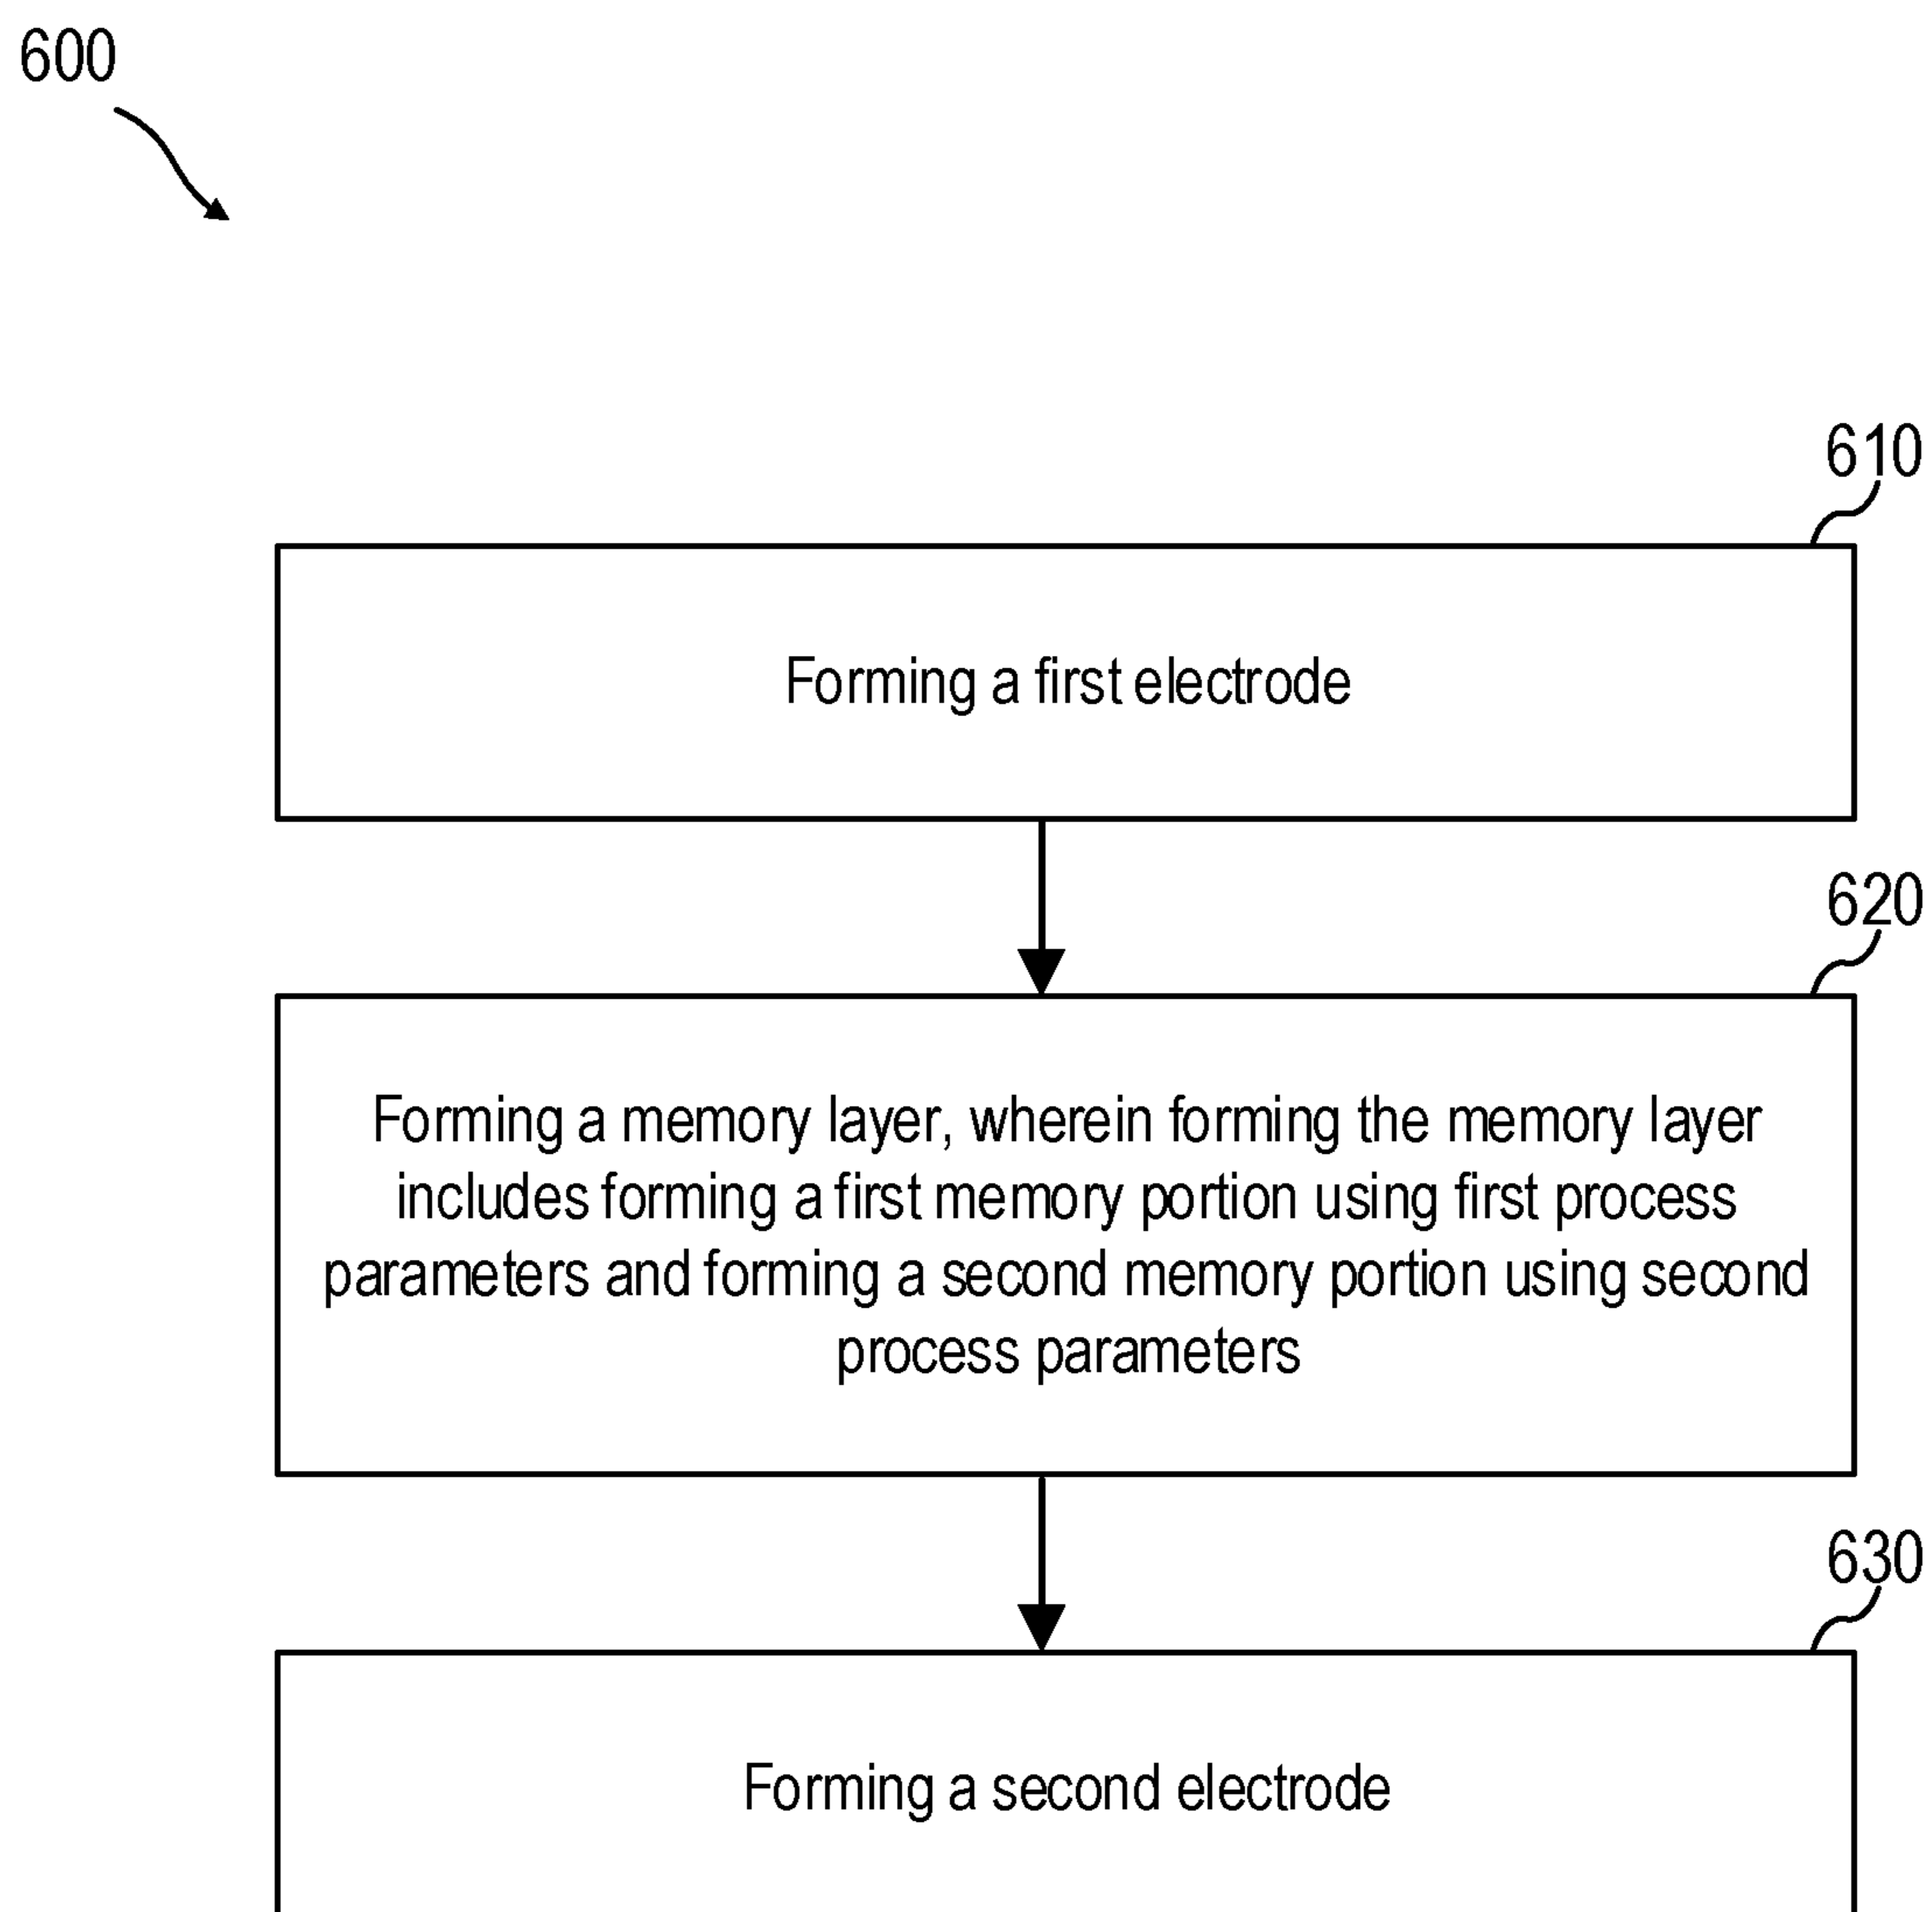 600
610
Forming a first electrode
620
Forming a memory layer, wherein forming the memory layer
includes forming a first memory portion using first process
parameters and forming a second memory portion using second
process parameters
630
Forming a second electrode